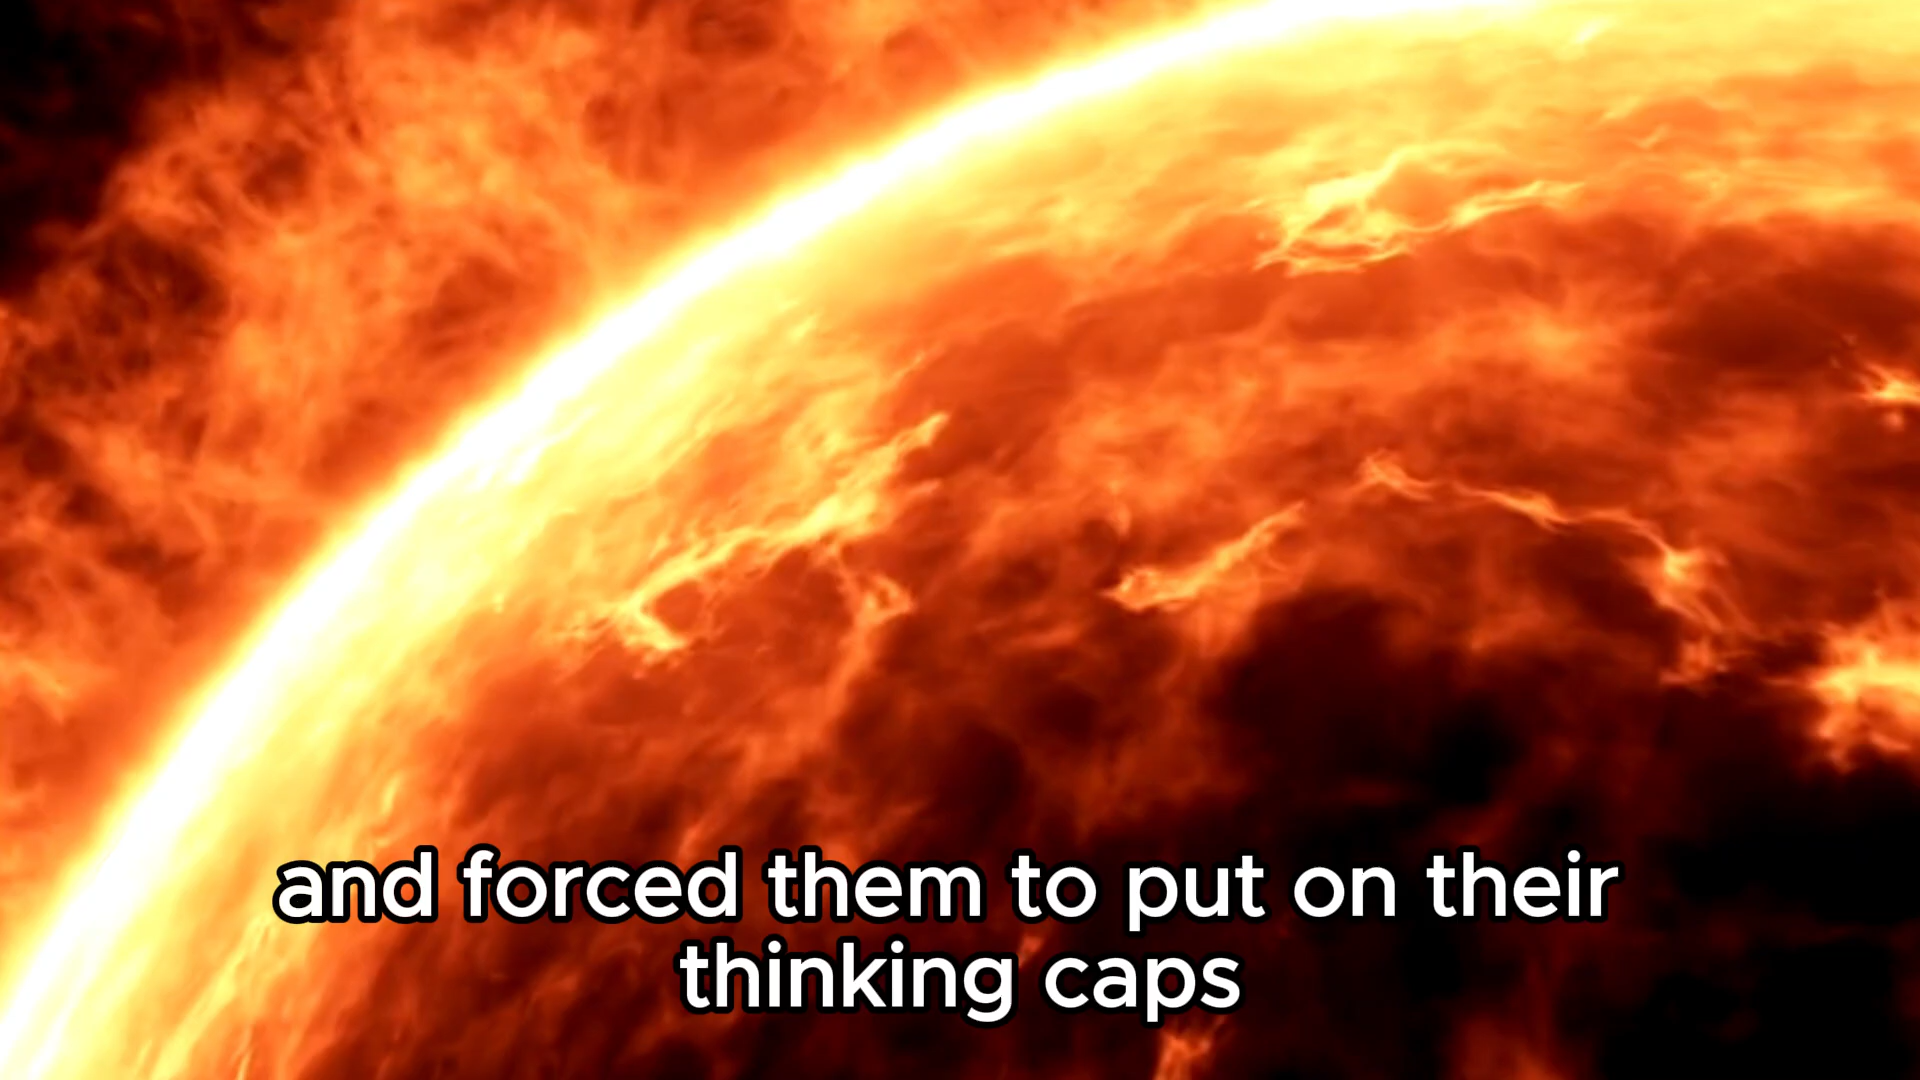 and forced them to put on their
thinking caps